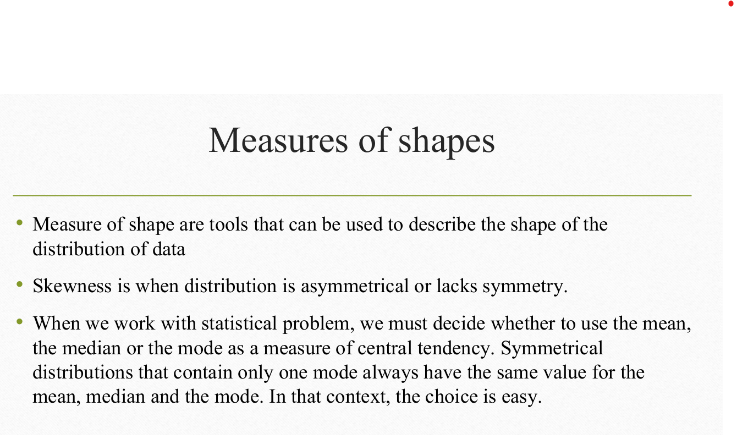 Measures of shapes
• Measure of shape are tools that can be used to describe the shape of the
distribution of data
• Skewness is when distribution is asymmetrical or lacks symmetry.
• When we work with statistical problem, we must decide whether to use the mean,
the median or the mode as a measure of central tendency. Symmetrical
distributions that contain only one mode always have the same value for the
mean, median and the mode. In that context, the choice is easy.